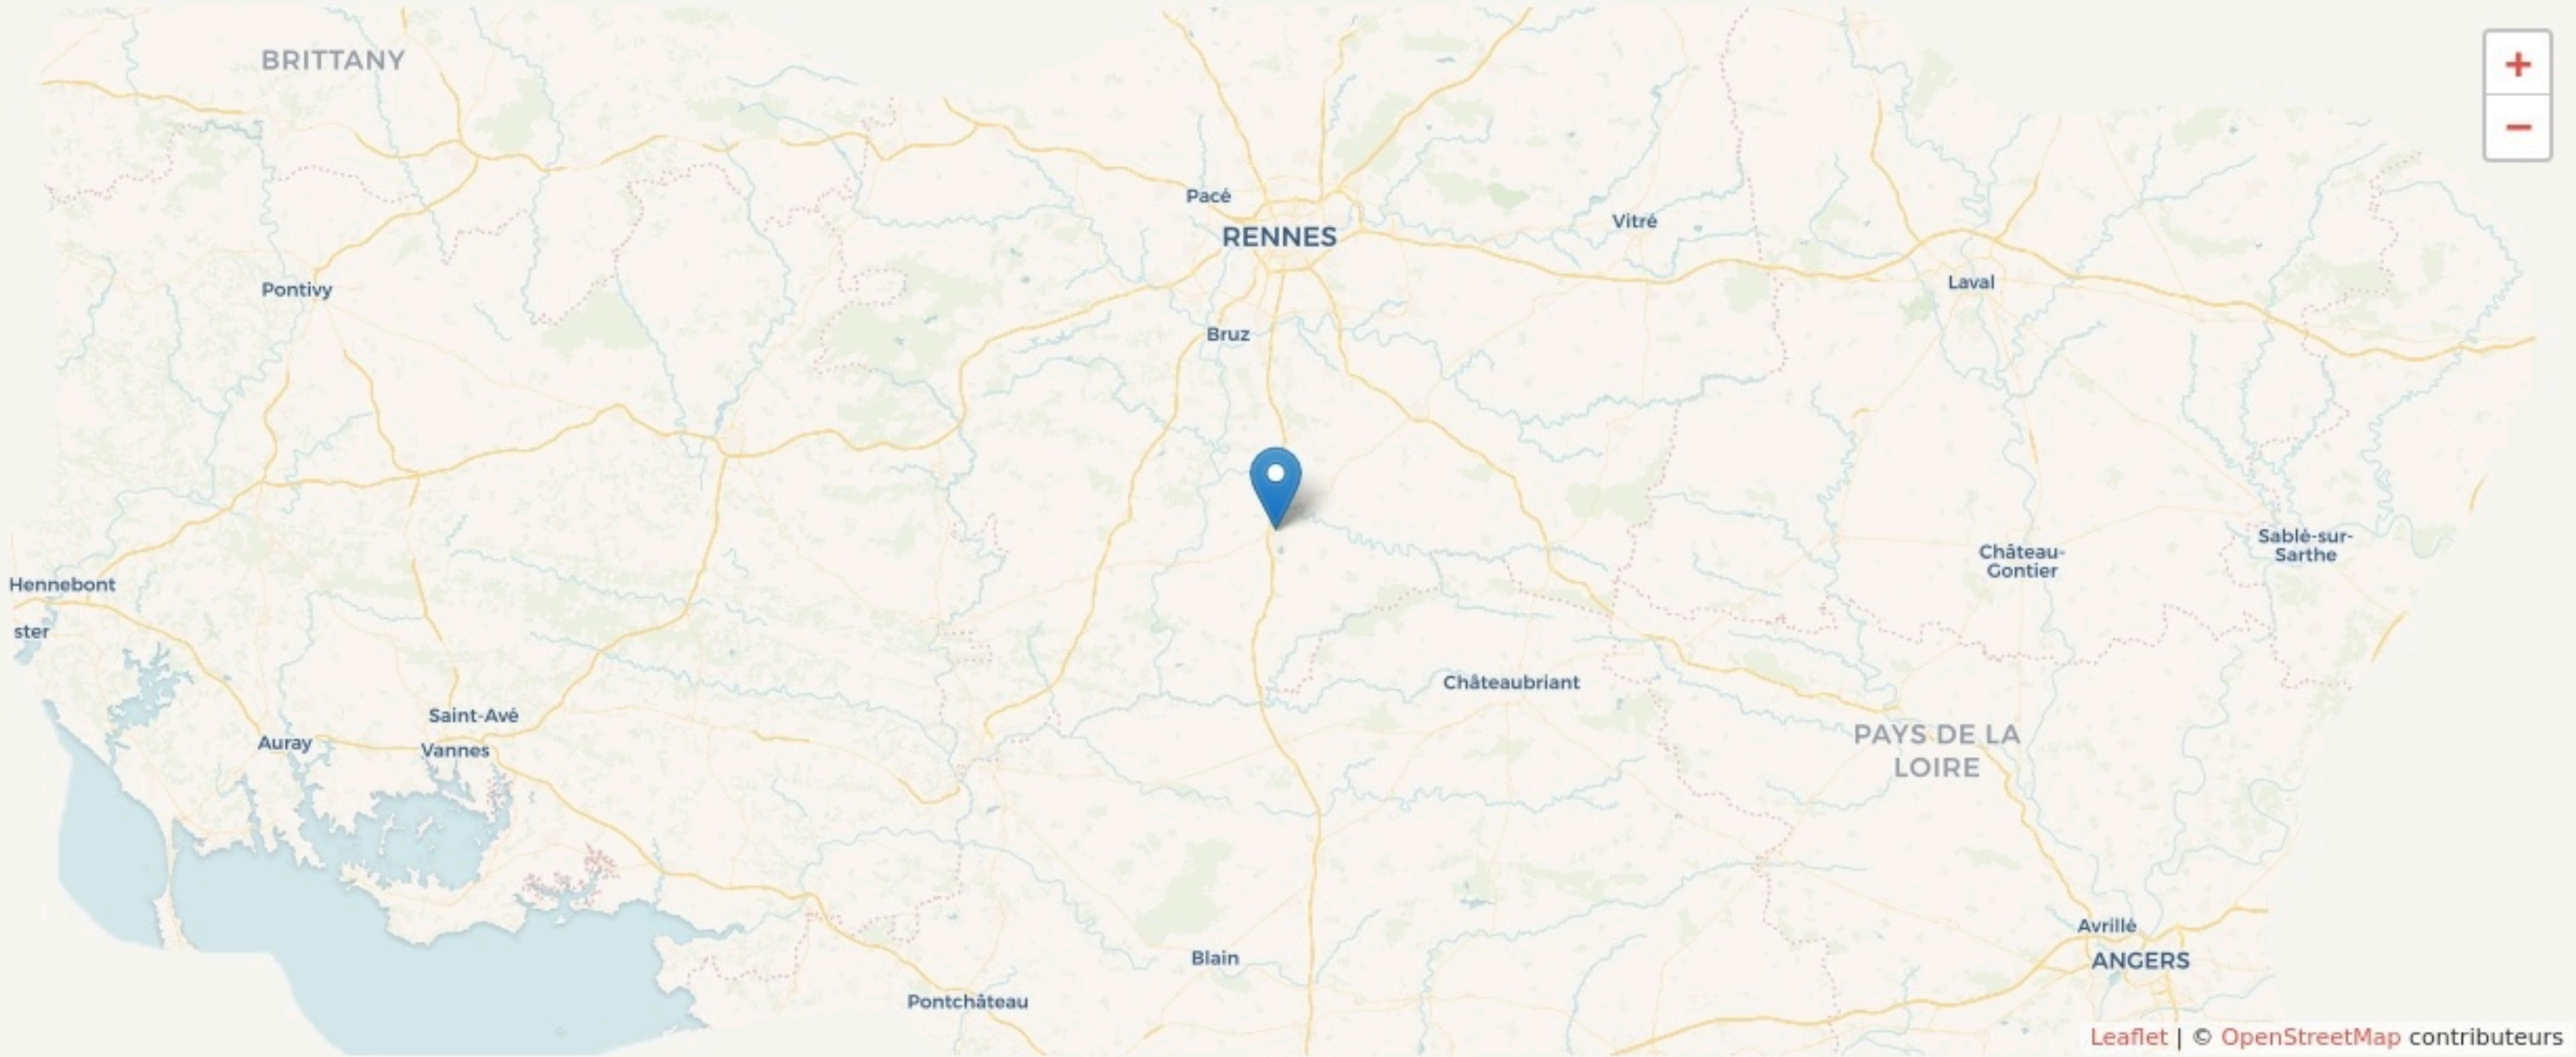 BRITTANY
+
−
Pacé
Vitré
RENNES
Pontivy
Laval
Bruz
Sablé-sur-
Sarthe
Château-
Gontier
Hennebont
ster
Châteaubriant
Saint-Avé
Auray
Vannes
PAYS DE LA
LOIRE
Avrillé
Blain
ANGERS
Pontchâteau
Leaflet | © OpenStreetMap contributeurs